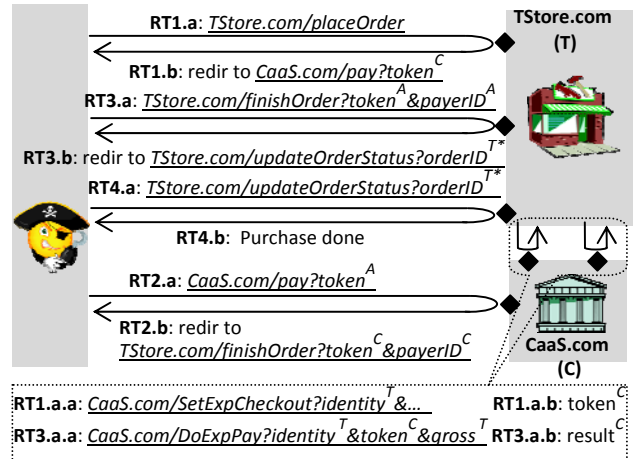 RT1.a: TStore.com/placeOrder
TStore.com
(T)
RT1.b: redir to CaaS.com/pay?token^C
RT3.a: TStore.com/finishOrder?token^A&payerID^A
RT3.b: redir to TStore.com/updateOrderStatus?orderID^T*
RT4.a: TStore.com/updateOrderStatus?orderID^T*
RT4.b: Purchase done
RT2.a: CaaS.com/pay?token^A
RT2.b: redir to
TStore.com/finishOrder?token^C&payerID^C
CaaS.com
(C)
RT1.a.a: CaaS.com/SetExpCheckout?identity^T&... RT1.a.b: token^C
RT3.a.a: CaaS.com/DoExpPay?identity^T&token^C&gross^T RT3.a.b: result^C